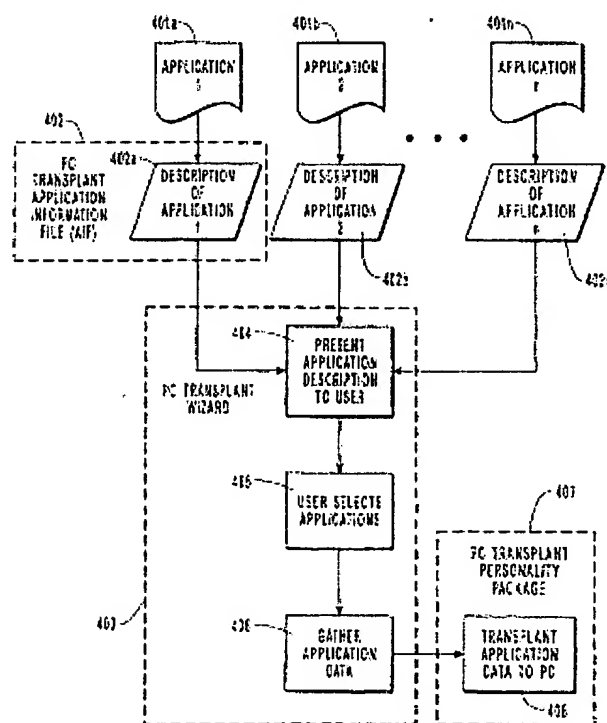 401a
401b
401n
APPLICATION
APPLICATION
APPLICATION
402
PC
TRANSPLANT
APPLICATION
INFORMATION
FILE (AIF)
402a
DESCRIPTION
OF
APPLICATION
1
DESCRIPTION
OF
APPLICATION
2
402b
DESCRIPTION
OF
APPLICATION
n
404
PRESENT
APPLICATION
DESCRIPTION
TO USER
PC TRANSPLANT
WIZARD
405
USER SELECTS
APPLICATIONS
407
PC TRANSPLANT
PERSONALITY
PACKAGE
403
406
GATHER
APPLICATION
DATA
TRANSPLANT
APPLICATION
DATA TO PC